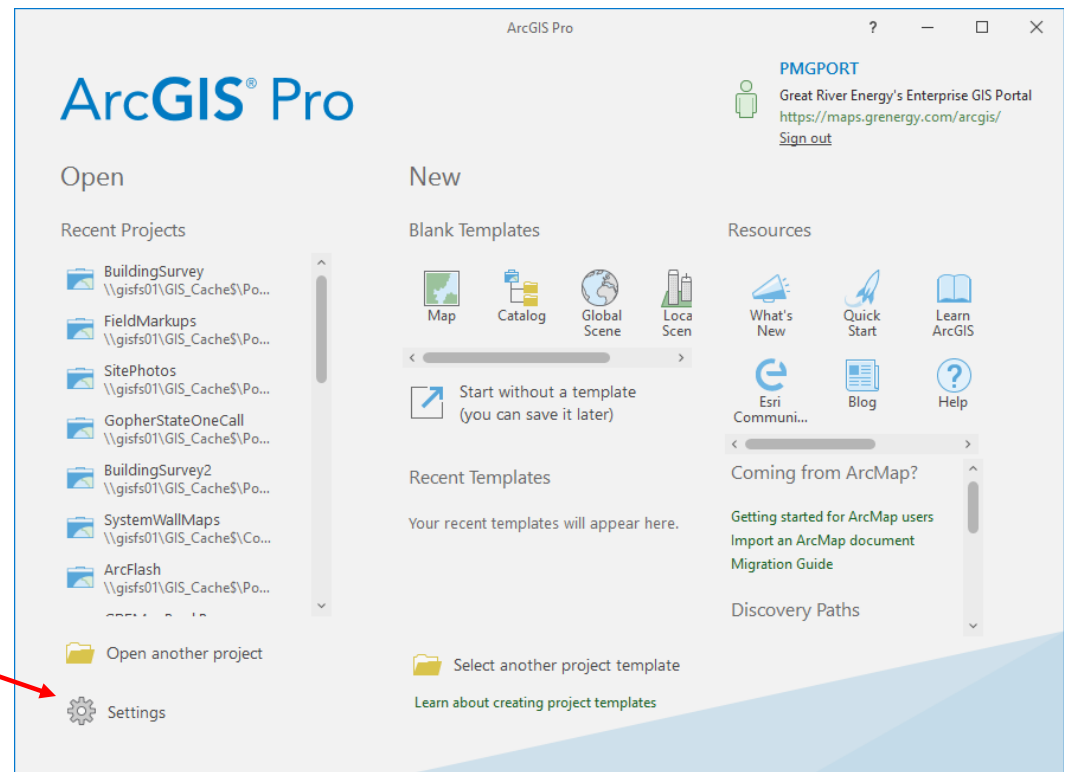 ArcGIS Pro
?
ArcGIS® Pro
PMGPORT
Great River Energy's Enterprise GIS Portal
https://maps.grenergy.com/arcgis/
Sign out
Open
Recent Projects
BuildingSurvey
\\gisfs01\GIS_Cache$\Po...
FieldMarkups
\\gisfs01\GIS_Cache$\Po...
SitePhotos
\\gisfs01\GIS_Cache$\Po...
GopherStateOneCall
\\gisfs01\GIS_Cache$\Po...
BuildingSurvey2
\\gisfs01\GIS_Cache$\Po...
SystemWallMaps
\\gisfs01\GIS_Cache$\Co...
ArcFlash
\\gisfs01\GIS_Cache$\Po...
Open another project
Settings
New
Blank Templates
Map
Catalog
Global
Scene
Loca
Scen
Start without a template
(you can save it later)
Recent Templates
Your recent templates will appear here.
Select another project template
Learn about creating project templates
Resources
What's
New
Quick
Start
Learn
ArcGIS
Esri
Communi...
Blog
Help
Coming from ArcMap?
Getting started for ArcMap users
Import an ArcMap document
Migration Guide
Discovery Paths